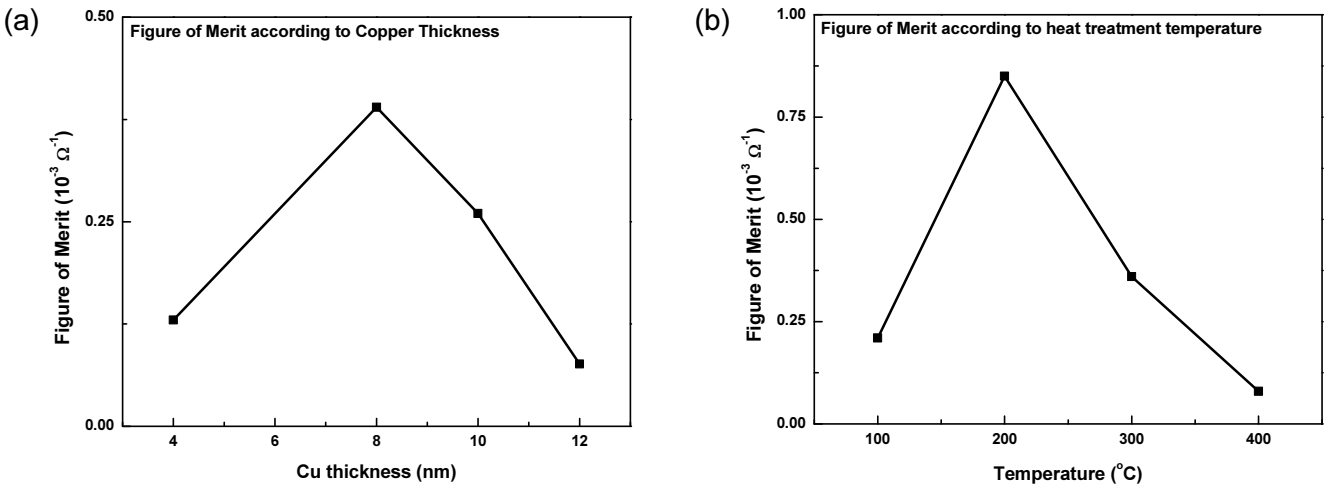 (a)
Figure of Merit according to Copper Thickness
0.50
0.25
0.00
Figure of Merit (10⁻³ Ω⁻¹)
4 6 8 10 12
Cu thickness (nm)
(b)
Figure of Merit according to heat treatment temperature
1.00
0.75
0.50
0.25
0.00
Figure of Merit (10⁻³ Ω⁻¹)
100 200 300 400
Temperature (°C)